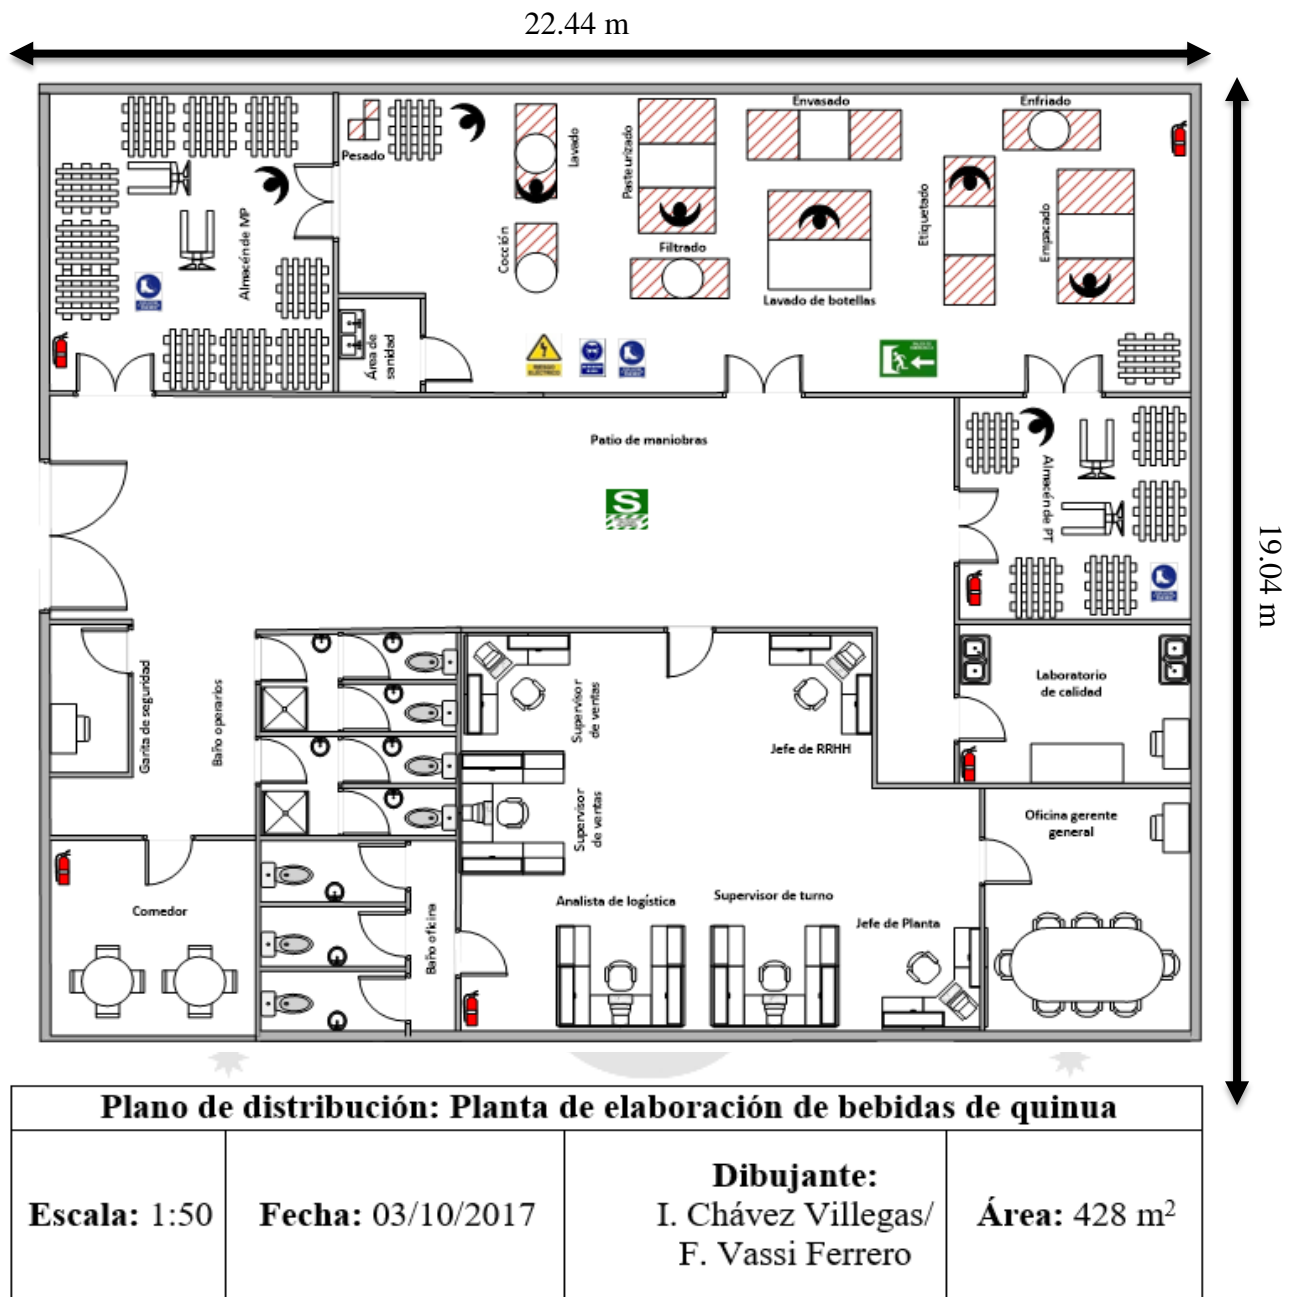 22.44 m
Envasado
Enfriado
Pesado
Lavado
Pasteurizado
Etiquetado
Empacado
Almacén de MP
Cocción
Filtrado
Lavado de botellas
Área de
sanidad
RIESGO
ELÉCTRICO
Patio de maniobras
S
Almacén de PT
19.04 m
Garita de seguridad
Baño operarios
Supervisor
de ventas
Jefe de RRHH
Laboratorio
de calidad
Supervisor
de ventas
Oficina gerente
general
Comedor
Baño oficina
Analista de logística
Supervisor de turno
Jefe de Planta
Plano de distribución: Planta de elaboración de bebidas de quinua
Escala: 1:50
Fecha: 03/10/2017
Dibujante:
I. Chávez Villegas/
F. Vassi Ferrero
Área: 428 m²